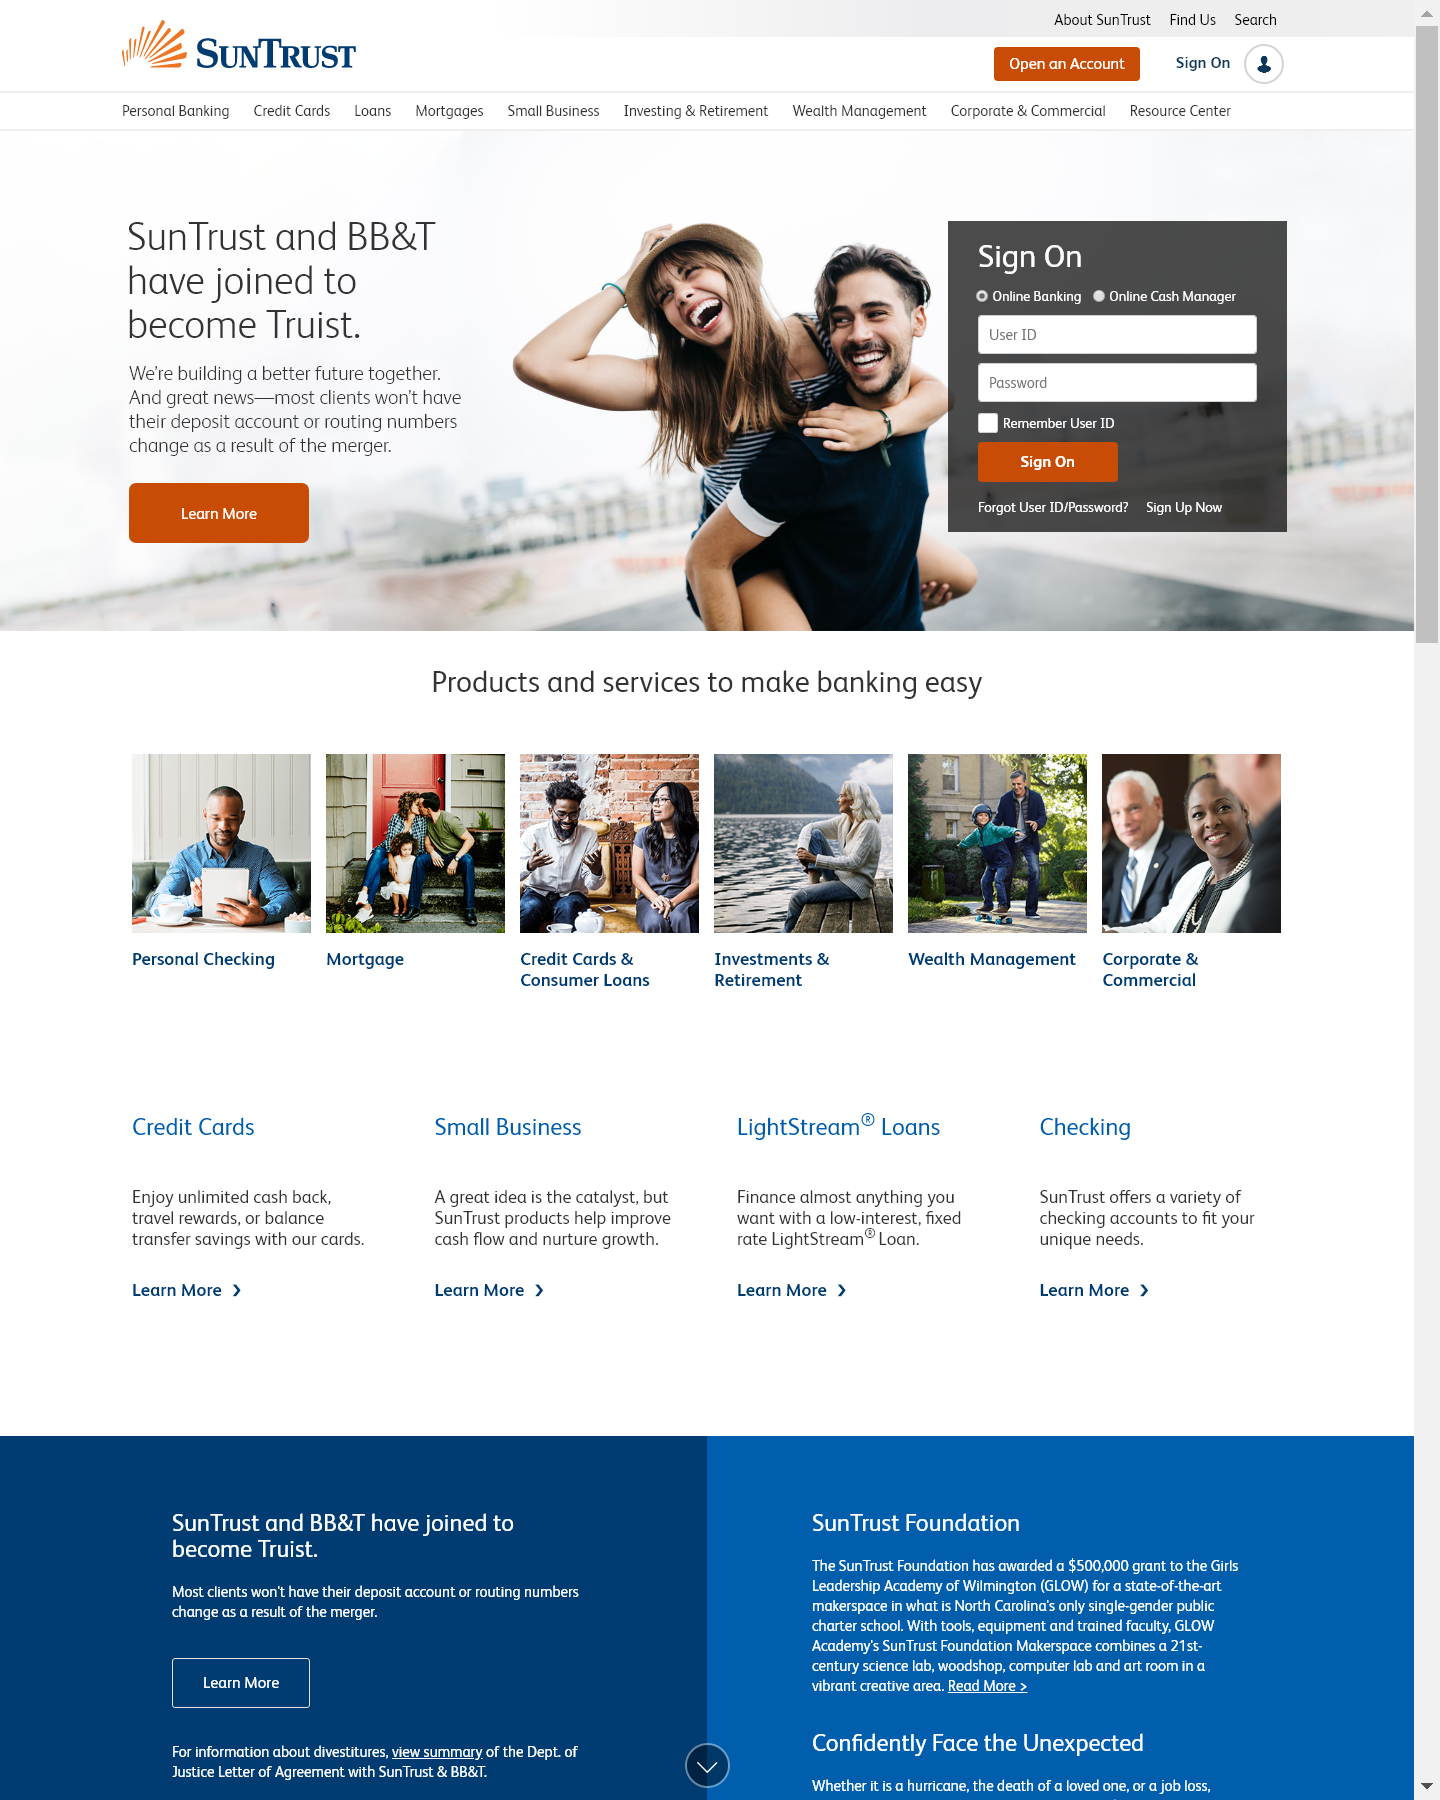 About SunTrust Find Us Search
SUNTRUST
Open an Account Sign On
Personal Banking Credit Cards Loans Mortgages Small Business Investing & Retirement Wealth Management Corporate & Commercial Resource Center
SunTrust and BB&T
have joined to
become Truist.
We’re building a better future together.
And great news—most clients won’t have
their deposit account or routing numbers
change as a result of the merger.
Learn More
Sign On
Online Banking Online Cash Manager
User ID
Password
Remember User ID
Sign On
Forgot User ID/Password? Sign Up Now
Products and services to make banking easy
Personal Checking
Mortgage
Credit Cards &
Consumer Loans
Investments &
Retirement
Wealth Management
Corporate &
Commercial
Credit Cards
Enjoy unlimited cash back,
travel rewards, or balance
transfer savings with our cards.
Learn More ❯
Small Business
A great idea is the catalyst, but
SunTrust products help improve
cash flow and nurture growth.
Learn More ❯
LightStream® Loans
Finance almost anything you
want with a low-interest, fixed
rate LightStream® Loan.
Learn More ❯
Checking
SunTrust offers a variety of
checking accounts to fit your
unique needs.
Learn More ❯
SunTrust and BB&T have joined to
become Truist.
Most clients won't have their deposit account or routing numbers
change as a result of the merger.
Learn More
For information about divestitures, view summary of the Dept. of
Justice Letter of Agreement with SunTrust & BB&T.
SunTrust Foundation
The SunTrust Foundation has awarded a $500,000 grant to the Girls
Leadership Academy of Wilmington (GLOW) for a state-of-the-art
makerspace in what is North Carolina's only single-gender public
charter school. With tools, equipment and trained faculty, GLOW
Academy's SunTrust Foundation Makerspace combines a 21st-
century science lab, woodshop, computer lab and art room in a
vibrant creative area. Read More >
Confidently Face the Unexpected
Whether it is a hurricane, the death of a loved one, or a job loss,